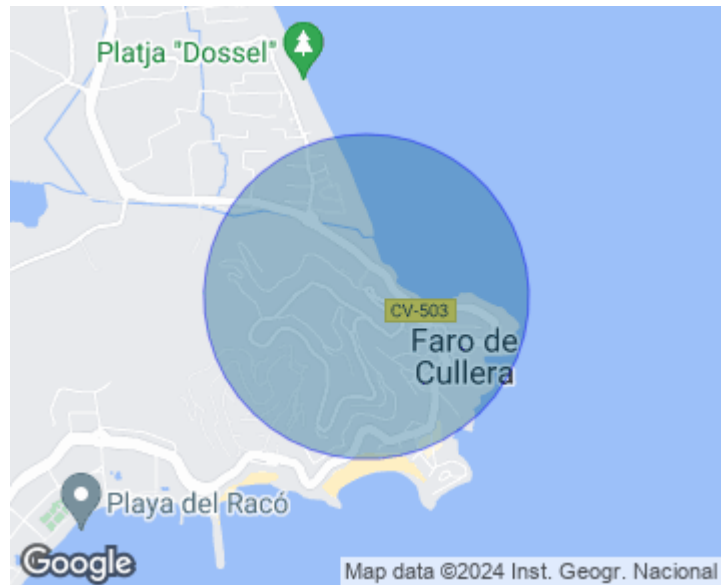 Platja "Dossel"
CV-503
Faro de
Cullera
Playa del Racó
Google
Map data ©2024 Inst. Geogr. Nacional